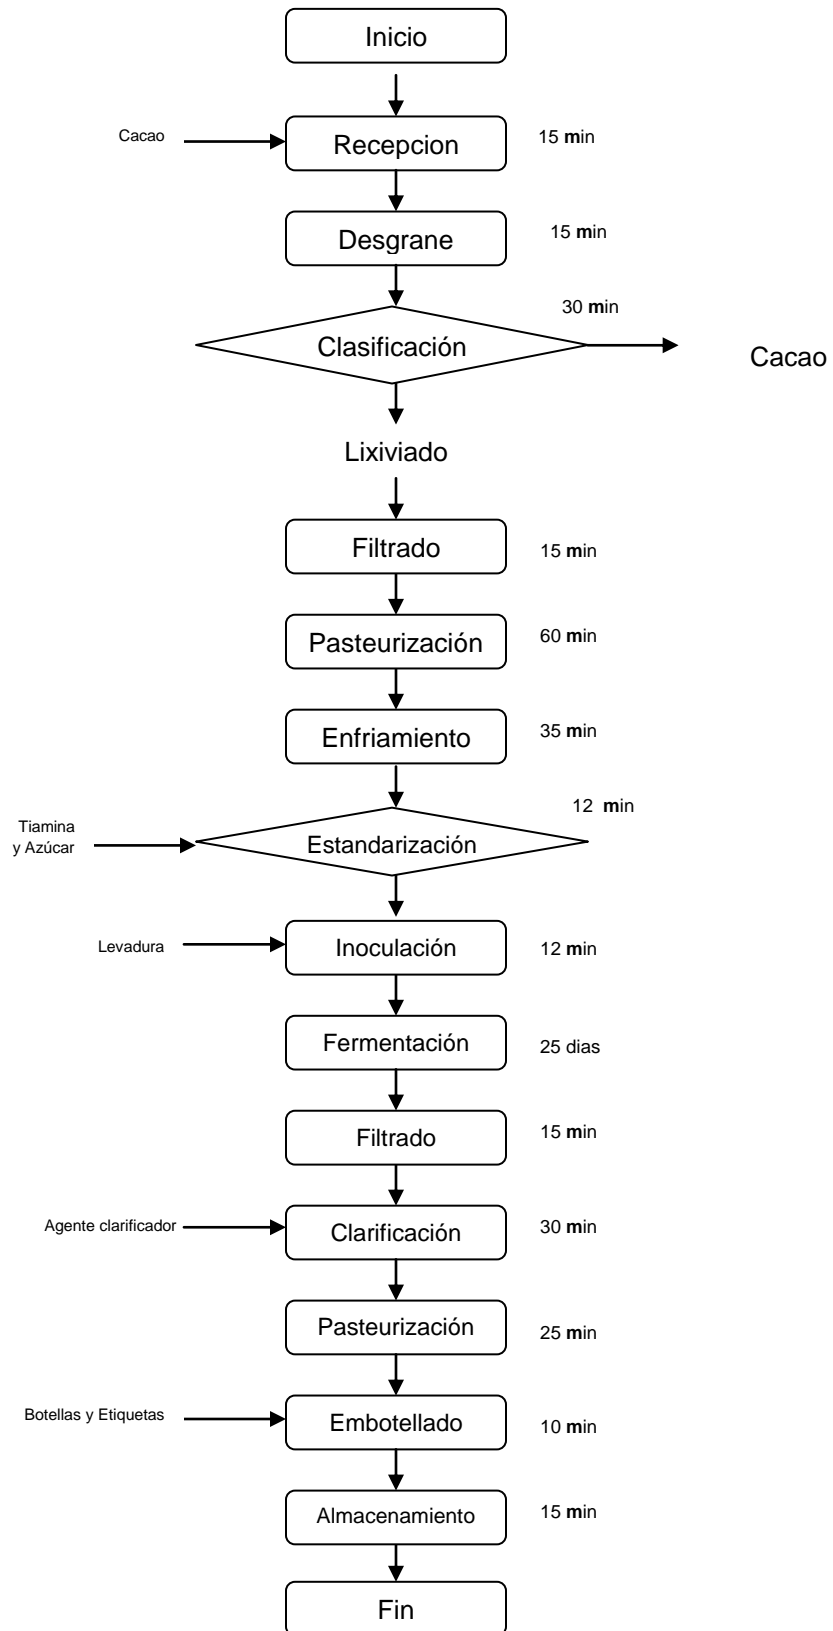 Inicio
Cacao
Recepcion
15 min
Desgrane
15 min
30 min
Clasificación
Cacao
Lixiviado
Filtrado
15 min
Pasteurización
60 min
Enfriamiento
35 min
12 min
Tiamina
y Azúcar
Estandarización
Levadura
Inoculación
12 min
Fermentación
25 dias
Filtrado
15 min
Agente clarificador
Clarificación
30 min
Pasteurización
25 min
Botellas y Etiquetas
Embotellado
10 min
Almacenamiento
15 min
Fin